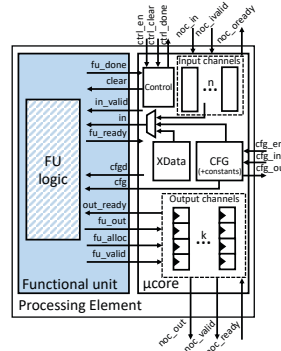 ctrl_en
ctrl_clear
ctrl_done
noc_in
noc_ivalid
noc_oready
fu_done
clear
in_valid
in
fu_ready
cfgd
cfg
out_ready
fu_out
fu_alloc
fu_valid
Control
Input channels
n
...
XData
CFG
(+constants)
cfg_en
cfg_in
cfg_out
Output channels
k
...
FU
logic
Functional unit
μcore
Processing Element
noc_out
noc_valid
noc_ready